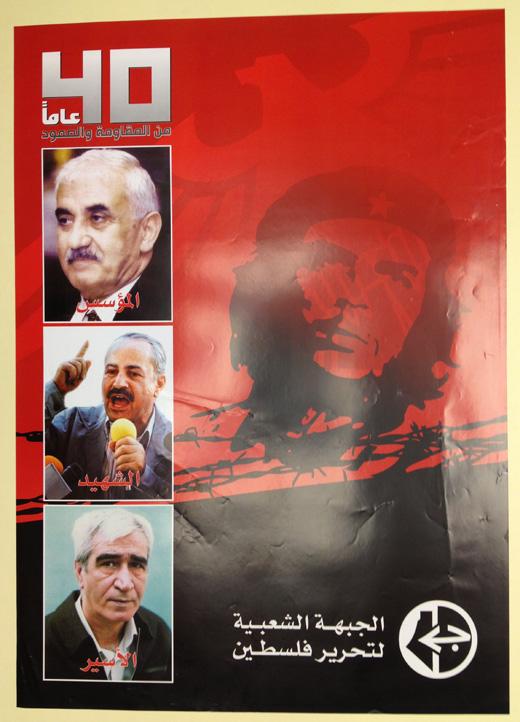 40
عاماً
من المقاومة والصمود
المؤسس
الشهيد
الأسير
الجبهة الشعبية
لتحرير فلسطين